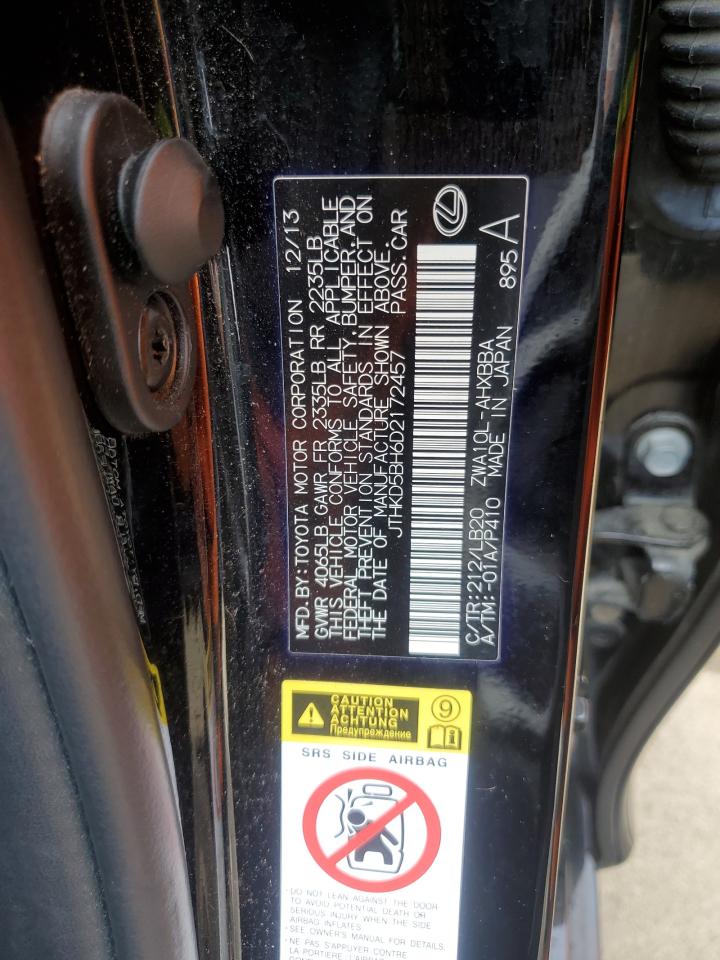 MFD. BY: TOYOTA MOTOR CORPORATION 12/13
GVWR 4065LB GAWR FR 2335LB RR 2235LB
THIS VEHICLE CONFORMS TO ALL APPLICABLE
FEDERAL MOTOR VEHICLE SAFETY, BUMPER, AND
THEFT PREVENTION STANDARDS IN EFFECT ON
THE DATE OF MANUFACTURE SHOWN ABOVE.
JTHKD5BH6D2172457 PASS. CAR
C/TR:212/LB20 ZWA10L-AHXBBA
A/TM:-01A/P410 MADE IN JAPAN 895 A
CAUTION
ATTENTION
ACHTUNG
Предупреждение
9
SRS SIDE AIRBAG
· DO NOT LEAN AGAINST THE DOOR
TO AVOID POTENTIAL DEATH OR
SERIOUS INJURY WHEN THE SIDE
AIRBAG INFLATES.
· SEE OWNER'S MANUAL FOR DETAILS.
· NE PAS S'APPUYER CONTRE
LA PORTIERE